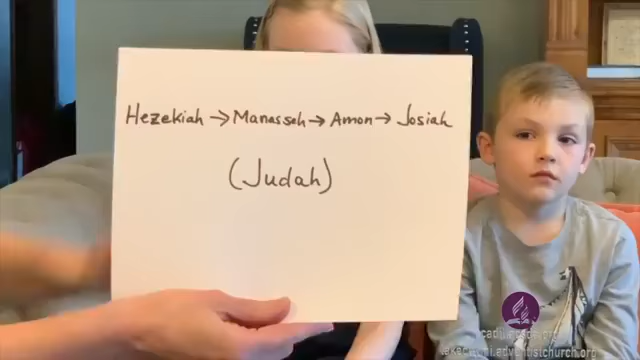 Hezekiah → Manasseh → Amon → Josiah
(Judah)